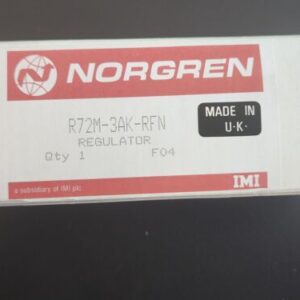 NORGREN
R72M-3AK-RFN
REGULATOR
Qty 1 F04
MADE IN
U·K·
a subsidiary of IMI plc.
IMI